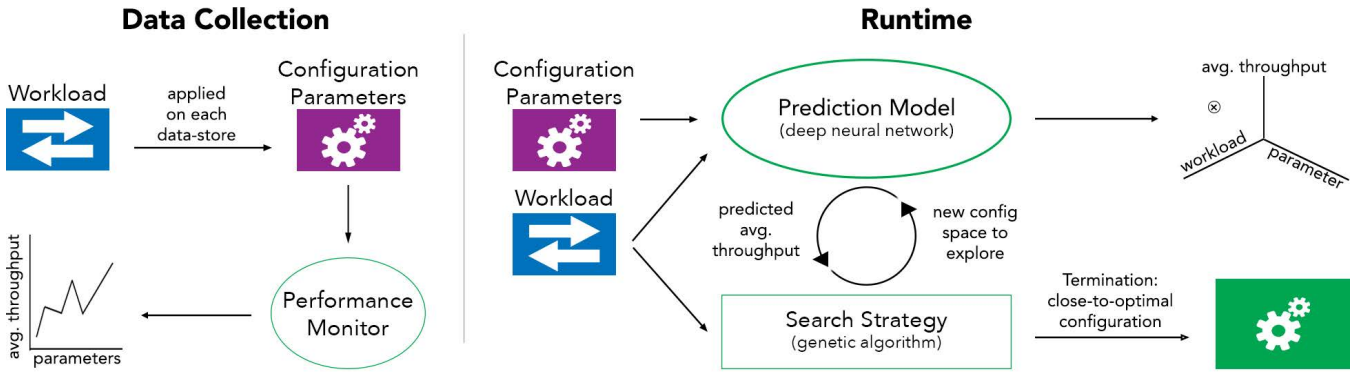 Data Collection
Workload
applied
on each
data-store
Configuration
Parameters
avg. throughput
parameters
Performance
Monitor
Runtime
Configuration
Parameters
Workload
Prediction Model
(deep neural network)
avg. throughput
workload
parameter
predicted
avg.
throughput
new config
space to
explore
Search Strategy
(genetic algorithm)
Termination:
close-to-optimal
configuration